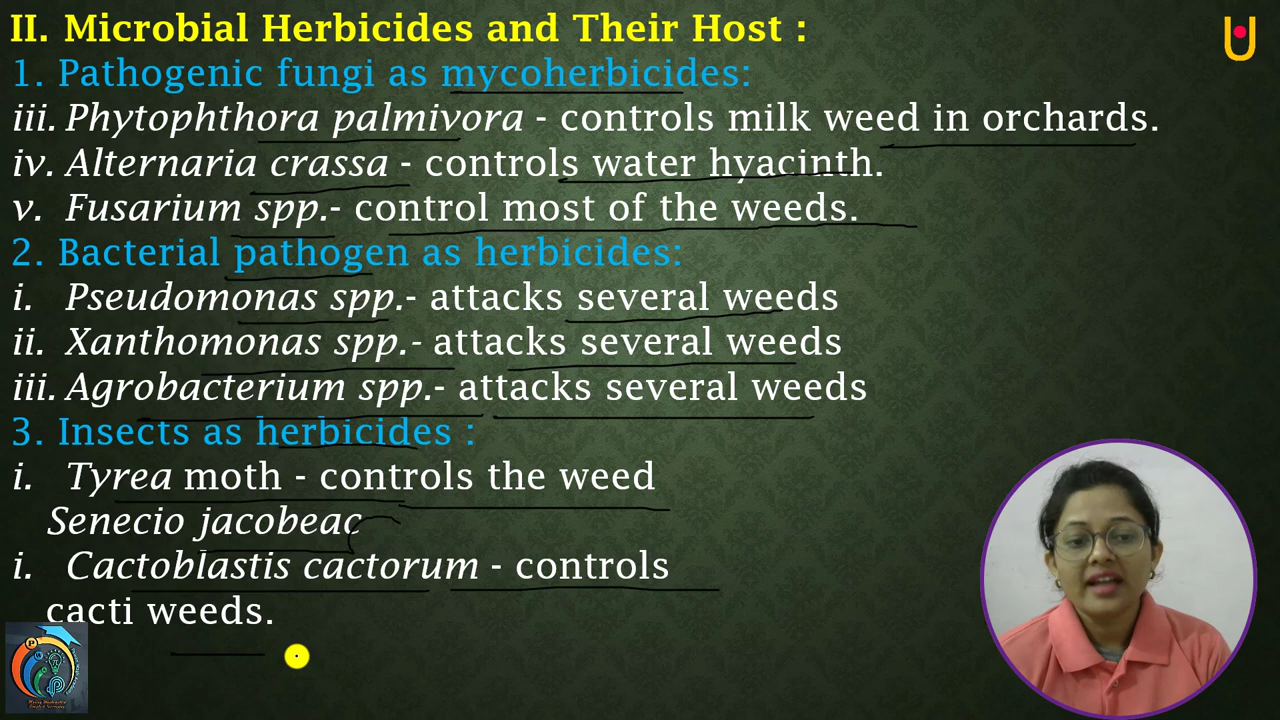 II. Microbial Herbicides and Their Host :
1. Pathogenic fungi as mycoherbicides:
iii. Phytophthora palmivora - controls milk weed in orchards.
iv. Alternaria crassa - controls water hyacinth.
v. Fusarium spp.- control most of the weeds.
2. Bacterial pathogen as herbicides:
i. Pseudomonas spp.- attacks several weeds
ii. Xanthomonas spp.- attacks several weeds
iii. Agrobacterium spp.- attacks several weeds
3. Insects as herbicides :
i. Tyrea moth - controls the weed
Senecio jacobeac
i. Cactoblastis cactorum - controls
cacti weeds.